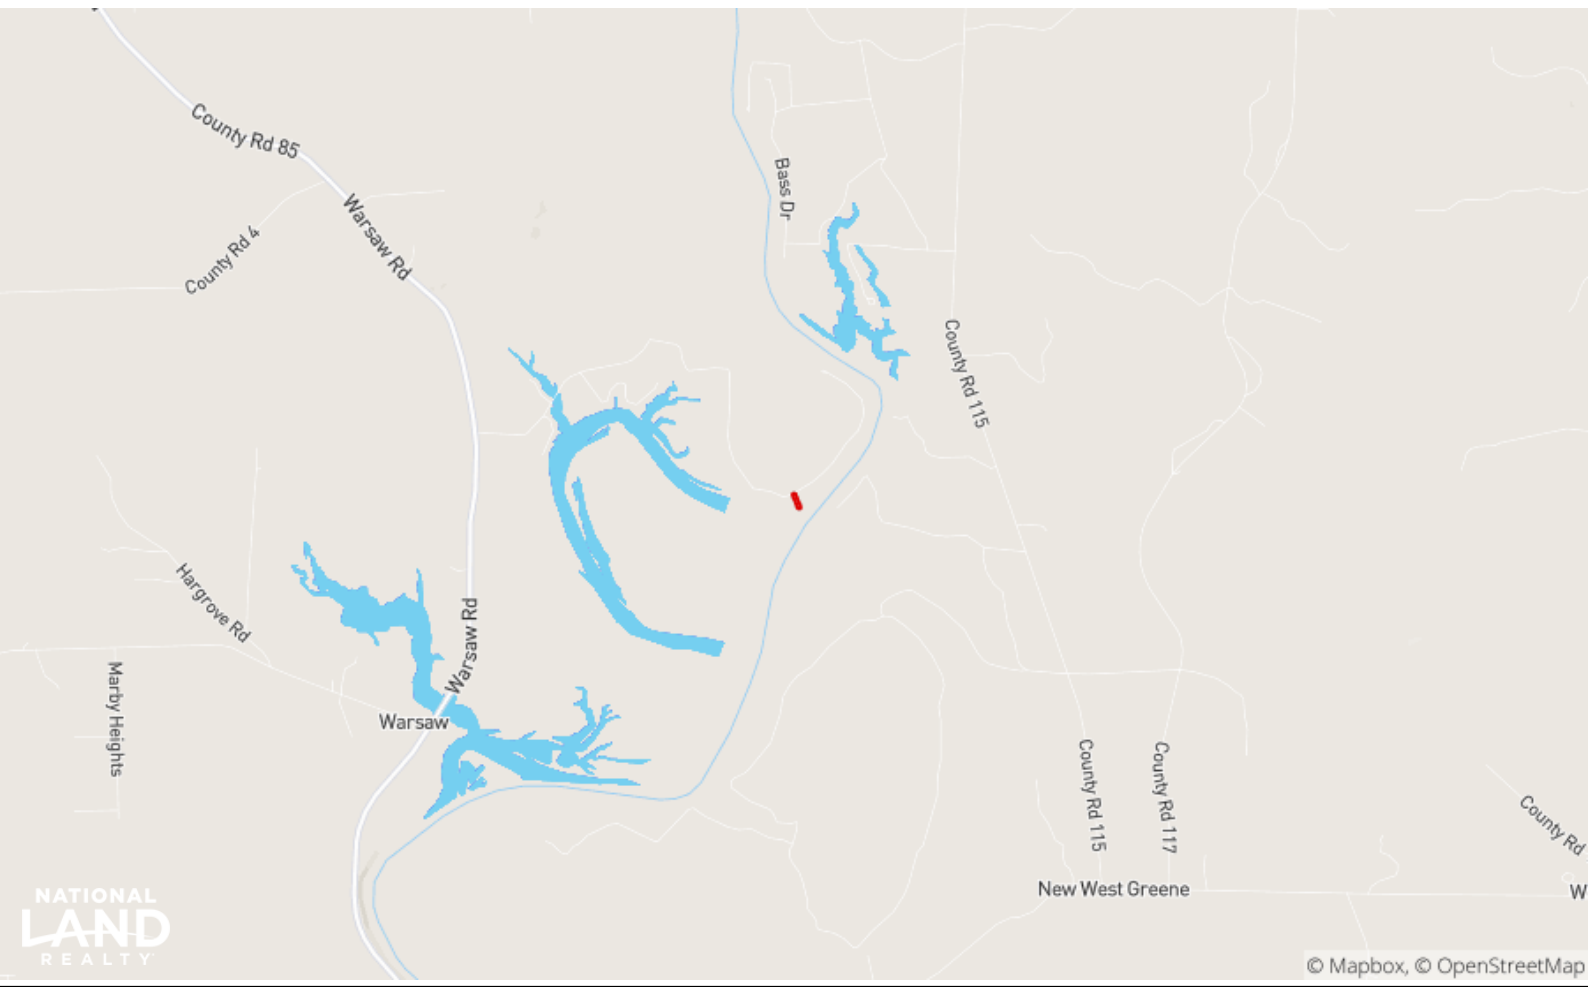 County Rd 85
Bass Dr
Warsaw Rd
County Rd 4
County Rd 115
Hargrove Rd
Warsaw Rd
Marby Heights
Warsaw
County Rd 115
County Rd 117
County Rd
New West Greene
W
NATIONAL
LAND
REALTY
© Mapbox, © OpenStreetMap